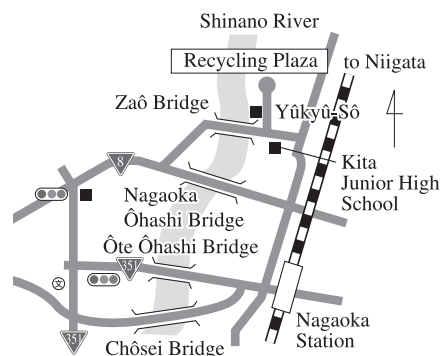 Shinano River
Recycling Plaza
to Niigata
Zaô Bridge
Yûkyû-Sô
8
Kita
Junior High
School
Nagaoka
Ôhashi Bridge
Ôte Ôhashi Bridge
351
文
351
Nagaoka
Station
Chôsei Bridge